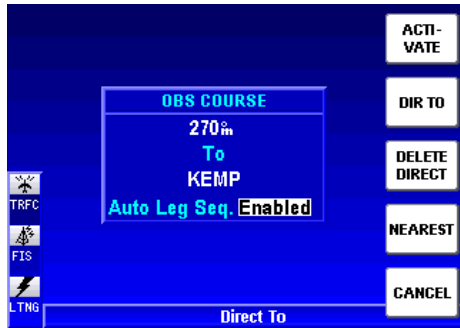 ACTI-
VATE
OBS COURSE
DIR TO
270°m
To
KEMP
DELETE
DIRECT
Auto Leg Seq. Enabled
TRFC
NEAREST
FIS
CANCEL
LTNG
Direct To